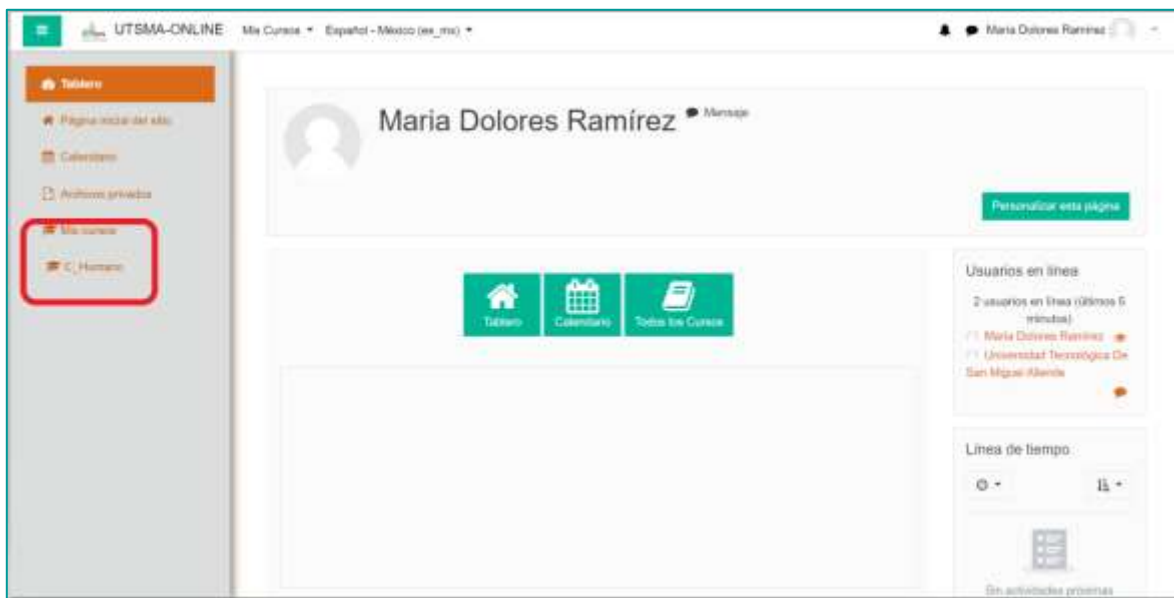 UTSMA-ONLINE Mis Cursos Español - México (es_mx) Maria Dolores Ramírez
Tablero
Página inicial del sitio
Calendario
Archivos privados
Mis cursos
C_Humano
Maria Dolores Ramírez Mensaje
Personalizar esta página
Tablero Calendario Todos los Cursos
Usuarios en línea
2 usuarios en línea (últimos 5
minutos)
Maria Dolores Ramírez
Universidad Tecnológica De
San Miguel Allende
Línea de tiempo
Sin actividades próximas